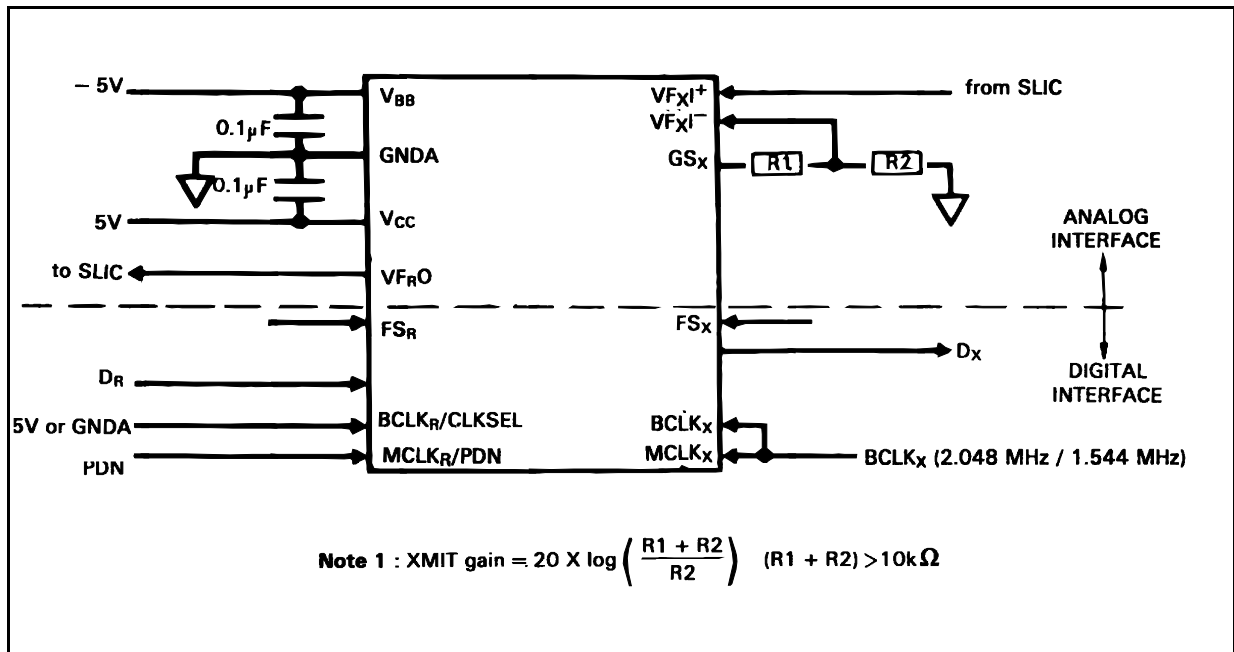 – 5V
0.1μF
0.1μF
5V
to SLIC
V_BB
GNDA
V_CC
VF_RO
VF_XI+
VF_XI–
GS_X
R1
R2
from SLIC
ANALOG
INTERFACE
FS_R
D_R
5V or GNDA
PDN
BCLK_R/CLKSEL
MCLK_R/PDN
FS_X
D_X
BCLK_X
MCLK_X
BCLK_X (2.048 MHz / 1.544 MHz)
DIGITAL
INTERFACE
Note 1 : XMIT gain = 20 X log ( R1 + R2 / R2 ) (R1 + R2) > 10kΩ